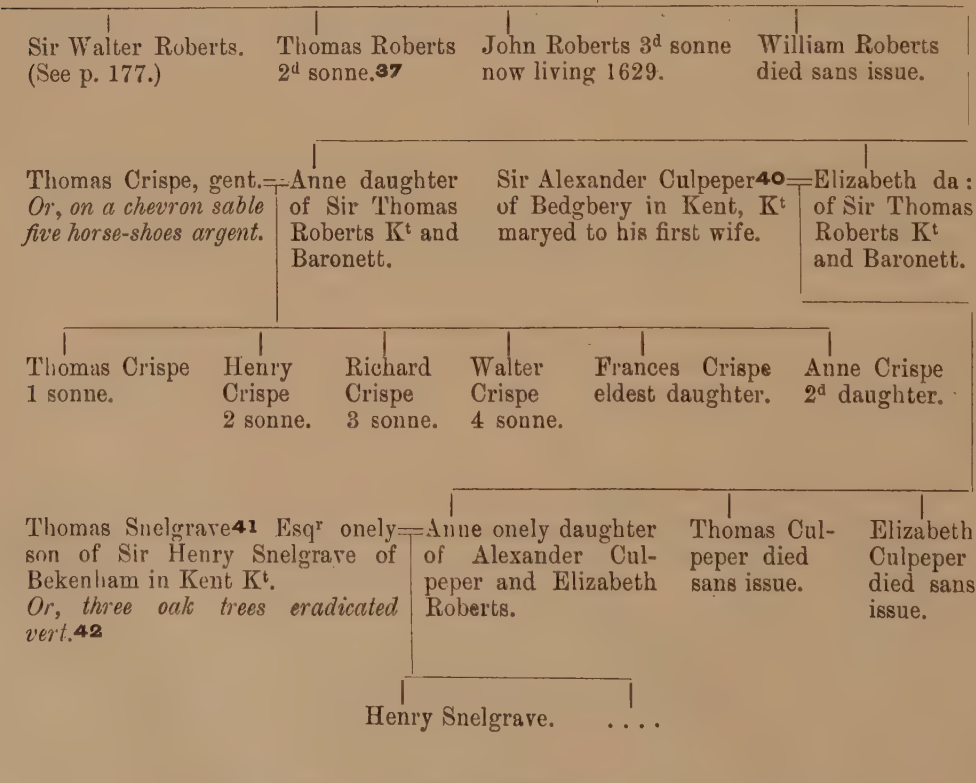 Sir Walter Roberts.
(See p. 177.)
Thomas Roberts
2ᵈ sonne.37
John Roberts 3ᵈ sonne
now living 1629.
William Roberts
died sans issue.
Thomas Crispe, gent.
Or, on a chevron sable
five horse-shoes argent.
Anne daughter
of Sir Thomas
Roberts Kᵗ and
Baronett.
Sir Alexander Culpeper40
of Bedgbery in Kent, Kᵗ
maryed to his first wife.
Elizabeth da:
of Sir Thomas
Roberts Kᵗ
and Baronett.
Thomas Crispe
1 sonne.
Henry
Crispe
2 sonne.
Richard
Crispe
3 sonne.
Walter
Crispe
4 sonne.
Frances Crispe
eldest daughter.
Anne Crispe
2ᵈ daughter.
Thomas Snelgrave41 Esqʳ onely
son of Sir Henry Snelgrave of
Bekenham in Kent Kᵗ.
Or, three oak trees eradicated
vert.42
Anne onely daughter
of Alexander Cul-
peper and Elizabeth
Roberts.
Thomas Cul-
peper died
sans issue.
Elizabeth
Culpeper
died sans
issue.
Henry Snelgrave.
. . . .